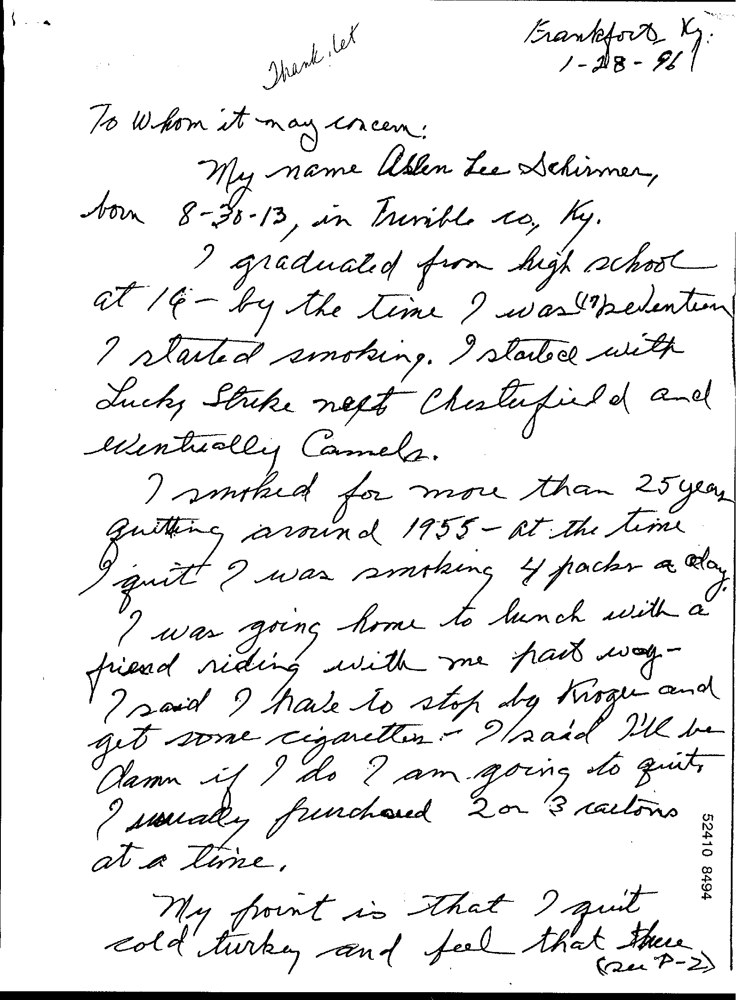 Thank. let
Frankfort, Ky:
1-28-96
To Whom it may concern:
My name Allen Lee Schirmer,
born 8-30-13, in Trimble co, Ky.
I graduated from high school
at 16 - by the time I was (17) seventeen
I started smoking. I started with
Lucky Strike next Chesterfield and
eventually Camels.
I smoked for more than 25 years
quitting around 1955 - at the time
I quit I was smoking 4 packs a day.
I was going home to lunch with a
friend riding with me part way -
I said I have to stop by Kroger and
get some cigarettes - I said I'll be
damn if I do I am going to quit,
I usually purchased 2 or 3 cartons
at a time.
My point is that I quit
cold turkey and feel that there
(see P-2)
52410 8494